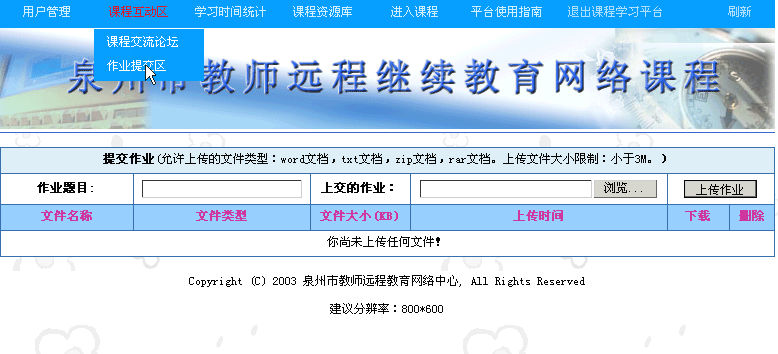 用户管理 课程互动区 学习时间统计 课程资源库 进入课程 平台使用指南 退出课程学习平台 刷新
课程交流论坛
作业提交区
泉州市教师远程继续教育网络课程
提交作业(允许上传的文件类型：word文档，txt文档，zip文档，rar文档。上传文件大小限制：小于3M。)
作业题目: 上交的作业： 浏览... 上传作业
文件名称 文件类型 文件大小(KB) 上传时间 下载 删除
你尚未上传任何文件!
Copyright (C) 2003 泉州市教师远程教育网络中心, All Rights Reserved
建议分辨率：800*600